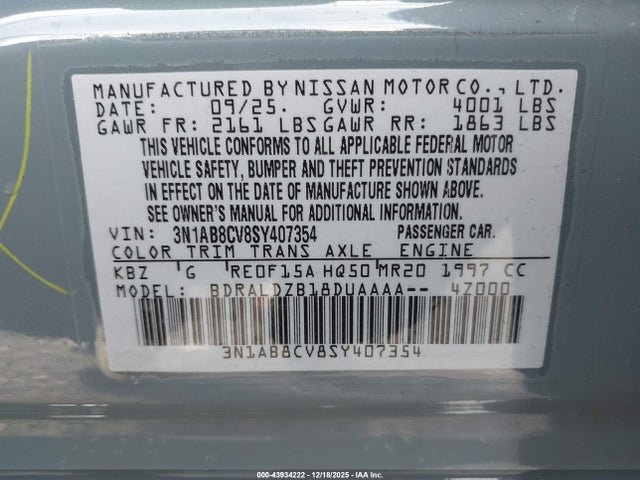 MANUFACTURED BY NISSAN MOTOR CO., LTD.
DATE: 09/25. GVWR: 4001 LBS
GAWR FR: 2161 LBS GAWR RR: 1863 LBS
THIS VEHICLE CONFORMS TO ALL APPLICABLE FEDERAL MOTOR
VEHICLE SAFETY, BUMPER AND THEFT PREVENTION STANDARDS
IN EFFECT ON THE DATE OF MANUFACTURE SHOWN ABOVE.
SEE OWNER'S MANUAL FOR ADDITIONAL INFORMATION.
VIN: 3N1AB8CV8SY407354 PASSENGER CAR.
COLOR TRIM TRANS AXLE ENGINE
KBZ G RE0F15A HQ50 MR20 1997 CC
MODEL: BDRALDZB18DUAAAA-- 4Z000
3N1AB8CV8SY407354
000-43934222 - 12/18/2025 - IAA Inc.